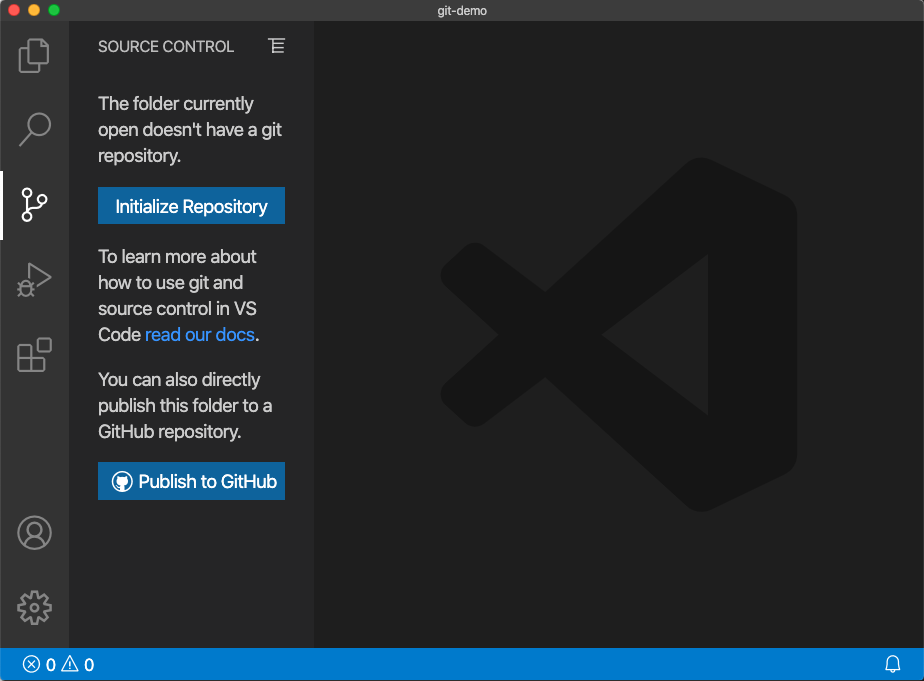 git-demo
SOURCE CONTROL
The folder currently
open doesn't have a git
repository.
Initialize Repository
To learn more about
how to use git and
source control in VS
Code read our docs.
You can also directly
publish this folder to a
GitHub repository.
Publish to GitHub
0 0